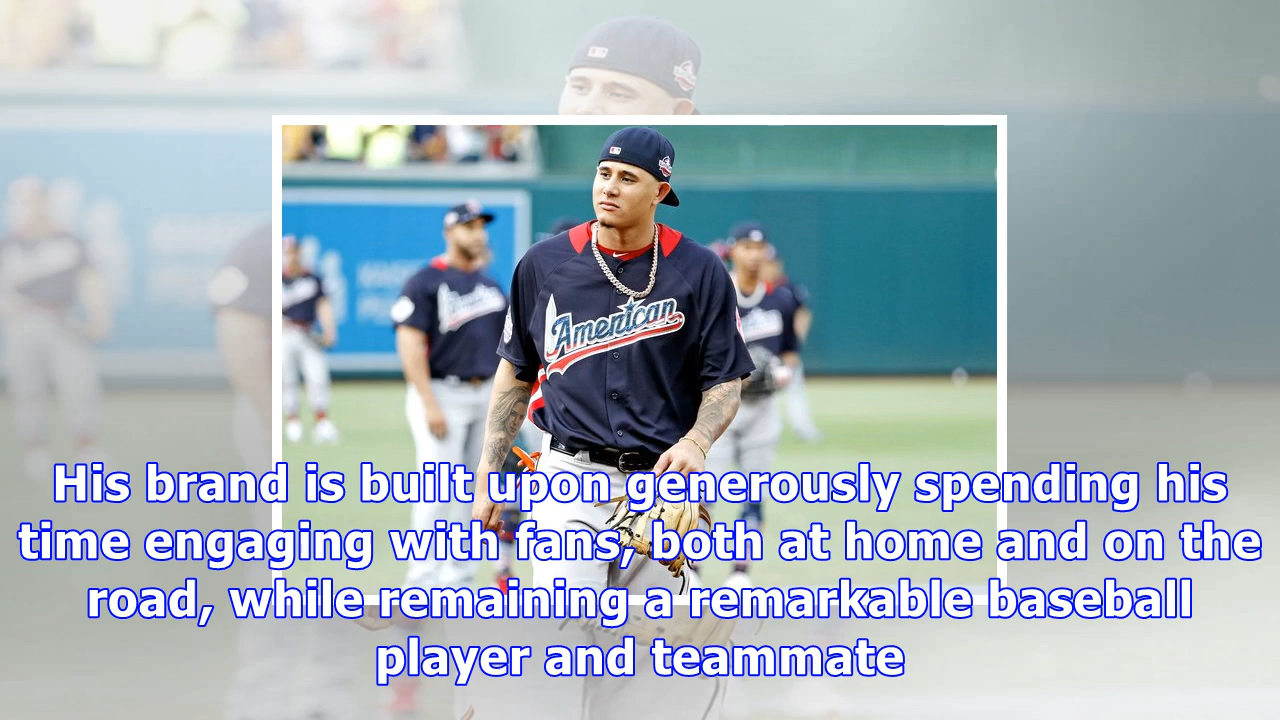 American
His brand is built upon generously spending his
time engaging with fans, both at home and on the
road, while remaining a remarkable baseball
player and teammate